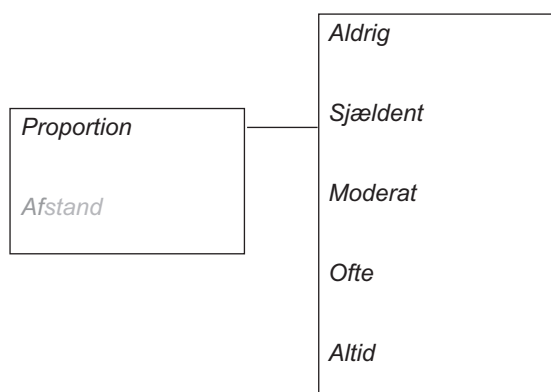 Proportion
Afstand
Aldrig
Sjældent
Moderat
Ofte
Altid